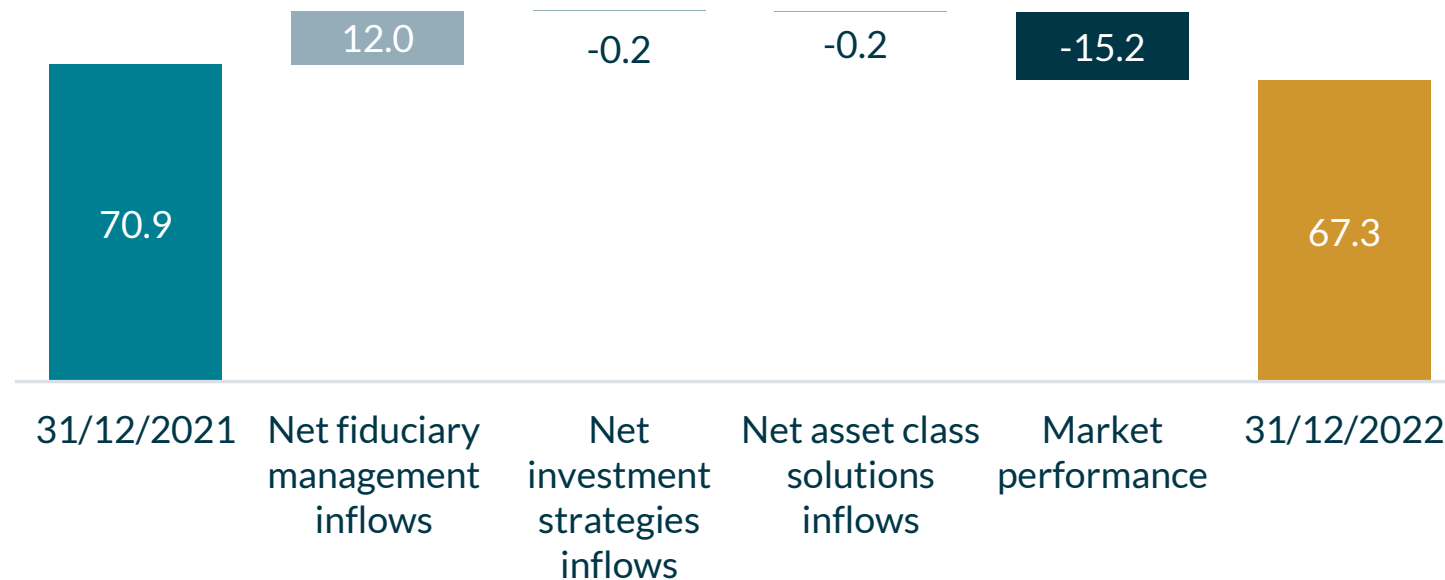 12.0
-0.2
-0.2
-15.2
70.9
67.3
31/12/2021
Net fiduciary
management
inflows
Net
investment
strategies
inflows
Net asset class
solutions
inflows
Market
performance
31/12/2022